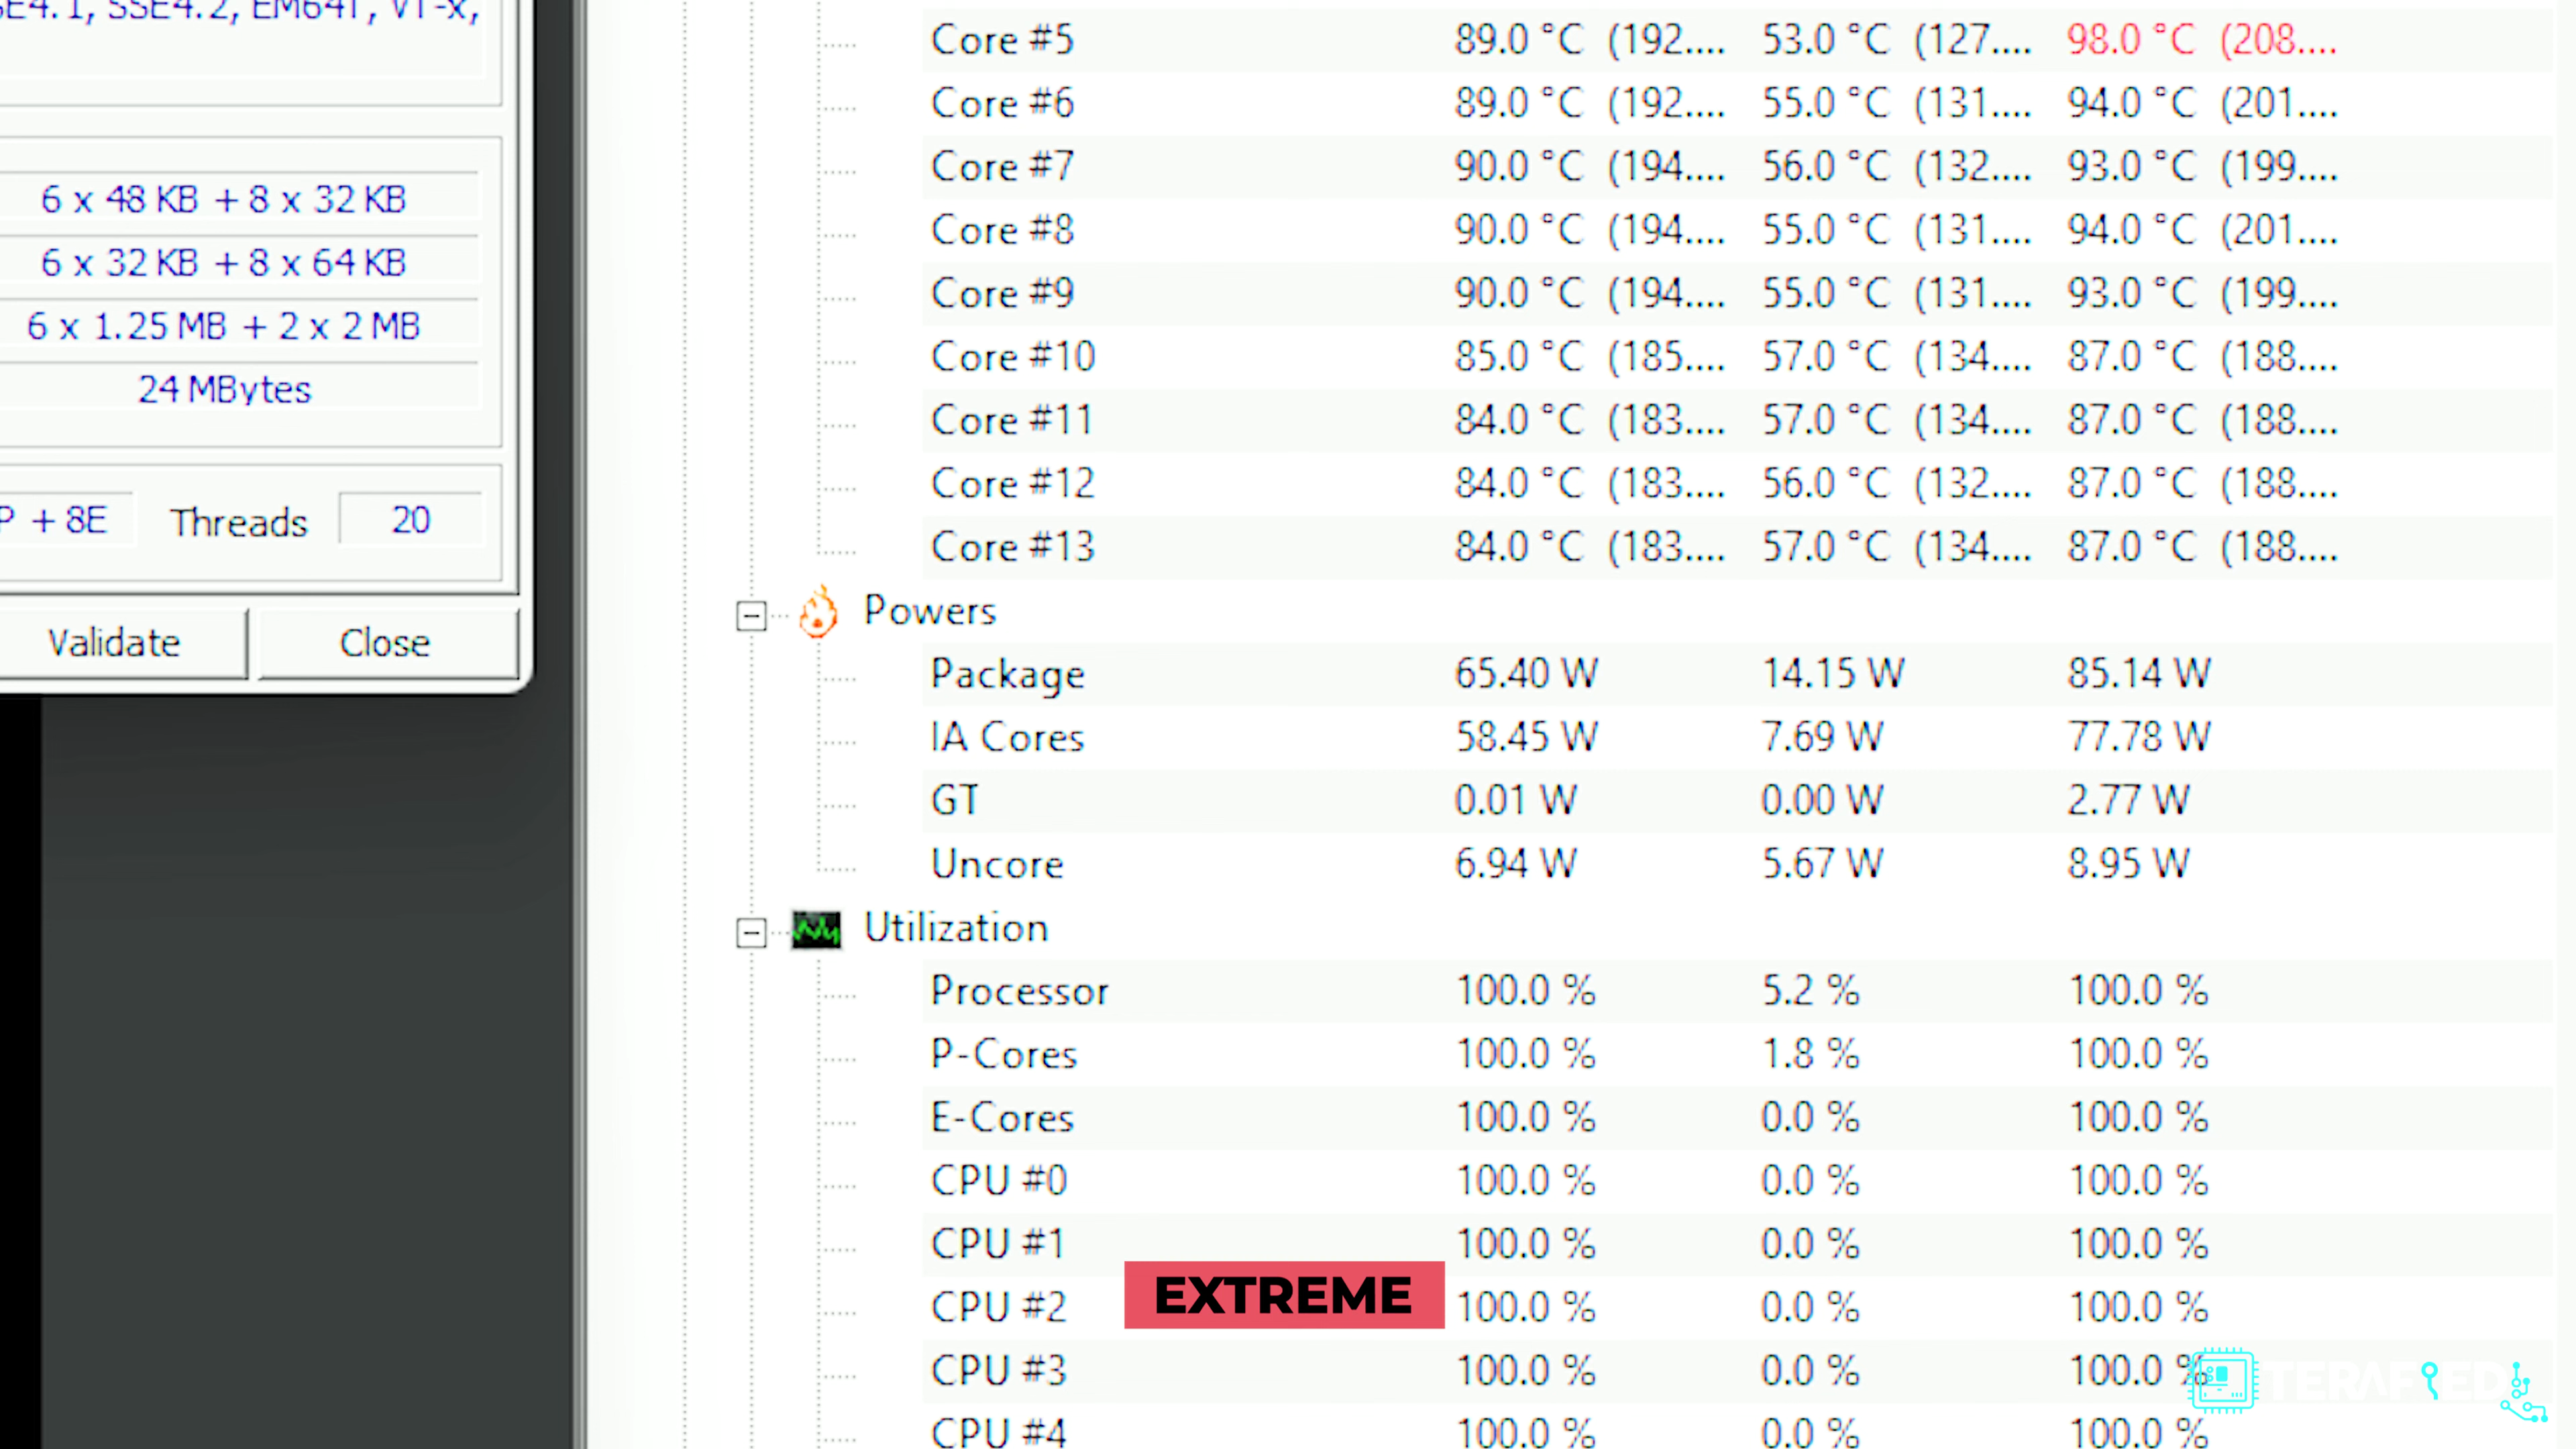 SSE4.2, EM64T, VT-x,
6 x 48 KB + 8 x 32 KB
6 x 32 KB + 8 x 64 KB
6 x 1.25 MB + 2 x 2 MB
24 MBytes
P + 8E Threads 20
Validate Close
Core #5 89.0 °C (192.... 53.0 °C (127.... 98.0 °C (208....
Core #6 89.0 °C (192.... 55.0 °C (131.... 94.0 °C (201....
Core #7 90.0 °C (194.... 56.0 °C (132.... 93.0 °C (199....
Core #8 90.0 °C (194.... 55.0 °C (131.... 94.0 °C (201....
Core #9 90.0 °C (194.... 55.0 °C (131.... 93.0 °C (199....
Core #10 85.0 °C (185.... 57.0 °C (134.... 87.0 °C (188....
Core #11 84.0 °C (183.... 57.0 °C (134.... 87.0 °C (188....
Core #12 84.0 °C (183.... 56.0 °C (132.... 87.0 °C (188....
Core #13 84.0 °C (183.... 57.0 °C (134.... 87.0 °C (188....
Powers
Package 65.40 W 14.15 W 85.14 W
IA Cores 58.45 W 7.69 W 77.78 W
GT 0.01 W 0.00 W 2.77 W
Uncore 6.94 W 5.67 W 8.95 W
Utilization
Processor 100.0 % 5.2 % 100.0 %
P-Cores 100.0 % 1.8 % 100.0 %
E-Cores 100.0 % 0.0 % 100.0 %
CPU #0 100.0 % 0.0 % 100.0 %
CPU #1 100.0 % 0.0 % 100.0 %
EXTREME
CPU #2 100.0 % 0.0 % 100.0 %
CPU #3 100.0 % 0.0 % 100.0 %
TERAFIED
CPU #4 100.0 % 0.0 % 100.0 %